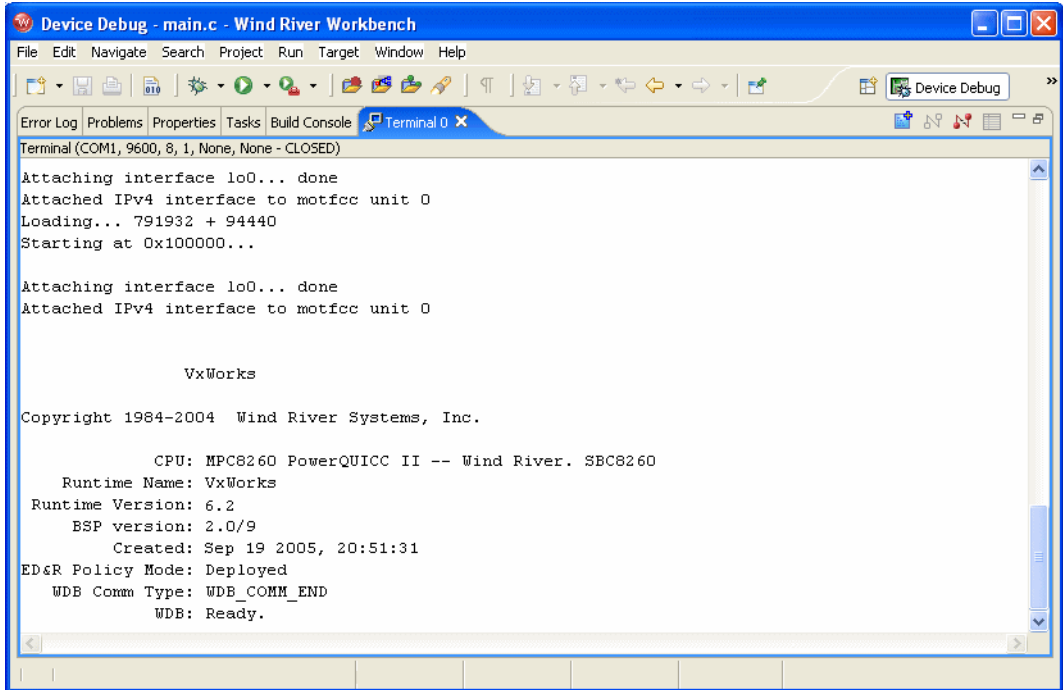 Device Debug - main.c - Wind River Workbench
File Edit Navigate Search Project Run Target Window Help
Device Debug
Error Log Problems Properties Tasks Build Console Terminal 0
Terminal (COM1, 9600, 8, 1, None, None - CLOSED)
Attaching interface lo0... done
Attached IPv4 interface to motfcc unit 0
Loading... 791932 + 94440
Starting at 0x100000...
Attaching interface lo0... done
Attached IPv4 interface to motfcc unit 0
VxWorks
Copyright 1984-2004 Wind River Systems, Inc.
CPU: MPC8260 PowerQUICC II -- Wind River. SBC8260
Runtime Name: VxWorks
Runtime Version: 6.2
BSP version: 2.0/9
Created: Sep 19 2005, 20:51:31
ED&R Policy Mode: Deployed
WDB Comm Type: WDB_COMM_END
WDB: Ready.